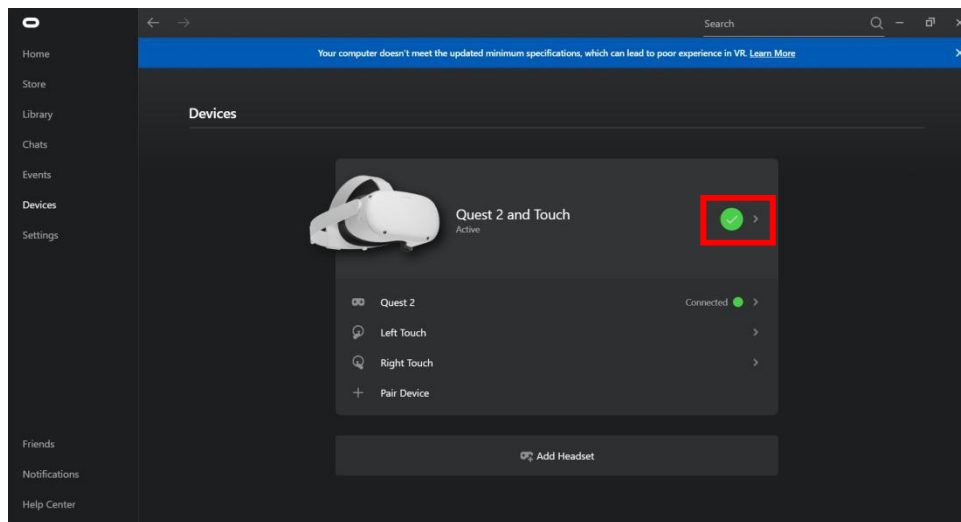 Search
Home
Store
Library
Chats
Events
Devices
Settings
Friends
Notifications
Help Center
Your computer doesn't meet the updated minimum specifications, which can lead to poor experience in VR. Learn More
Devices
Quest 2 and Touch
Active
Quest 2
Connected
Left Touch
Right Touch
Pair Device
Add Headset